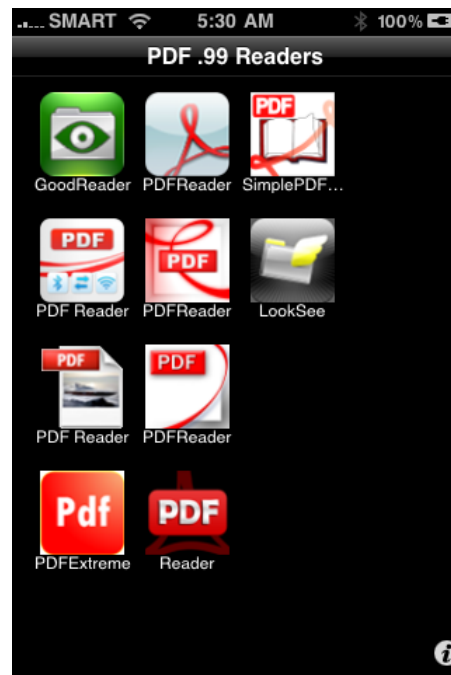 SMART 5:30 AM 100%
PDF .99 Readers
PDF
GoodReader PDFReader SimplePDF...
PDF PDF
PDF Reader PDFReader LookSee
PDF PDF
PDF Reader PDFReader
Pdf PDF
PDFExtreme Reader
i